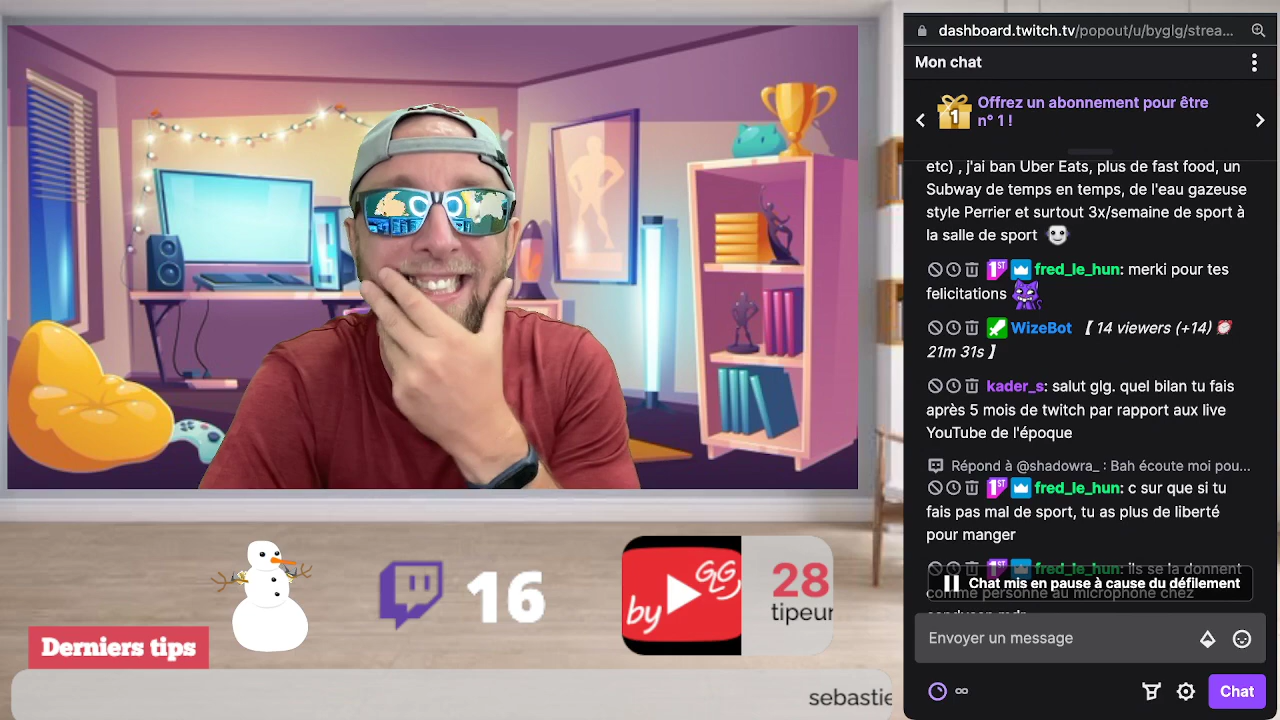 dashboard.twitch.tv/popout/u/byglg/strea...
Mon chat
1
Offrez un abonnement pour être
n° 1 !
etc) , j'ai ban Uber Eats, plus de fast food, un
Subway de temps en temps, de l'eau gazeuse
style Perrier et surtout 3x/semaine de sport à
la salle de sport
1ST fred_le_hun: merki pour tes
felicitations
WizeBot 【 14 viewers (+14) ⏰
21m 31s 】
kader_s: salut glg. quel bilan tu fais
après 5 mois de twitch par rapport aux live
YouTube de l'époque
Répond à @shadowra_ : Bah écoute moi pou...
1ST fred_le_hun: c sur que si tu
fais pas mal de sport, tu as plus de liberté
pour manger
1ST fred_le_hun: Ils se la donnent
Chat mis en pause à cause du défilement
comme personne au microphone chez
Envoyer un message
Chat
16
by GLG
28
tipeur
Derniers tips
sebastie